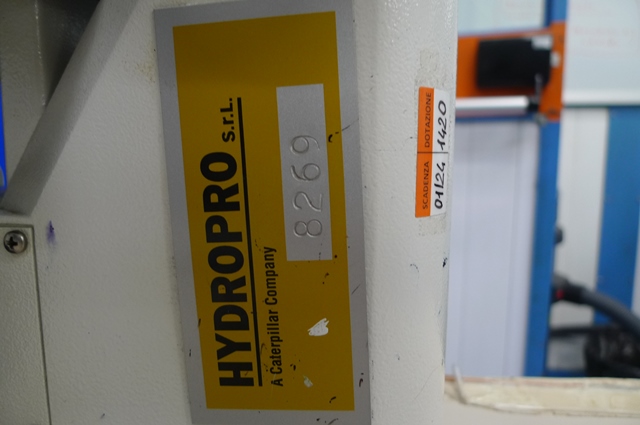 HYDROPRO s.r.l.
A Caterpillar Company
8269
SCADENZA DOTAZIONE
01/24 1420